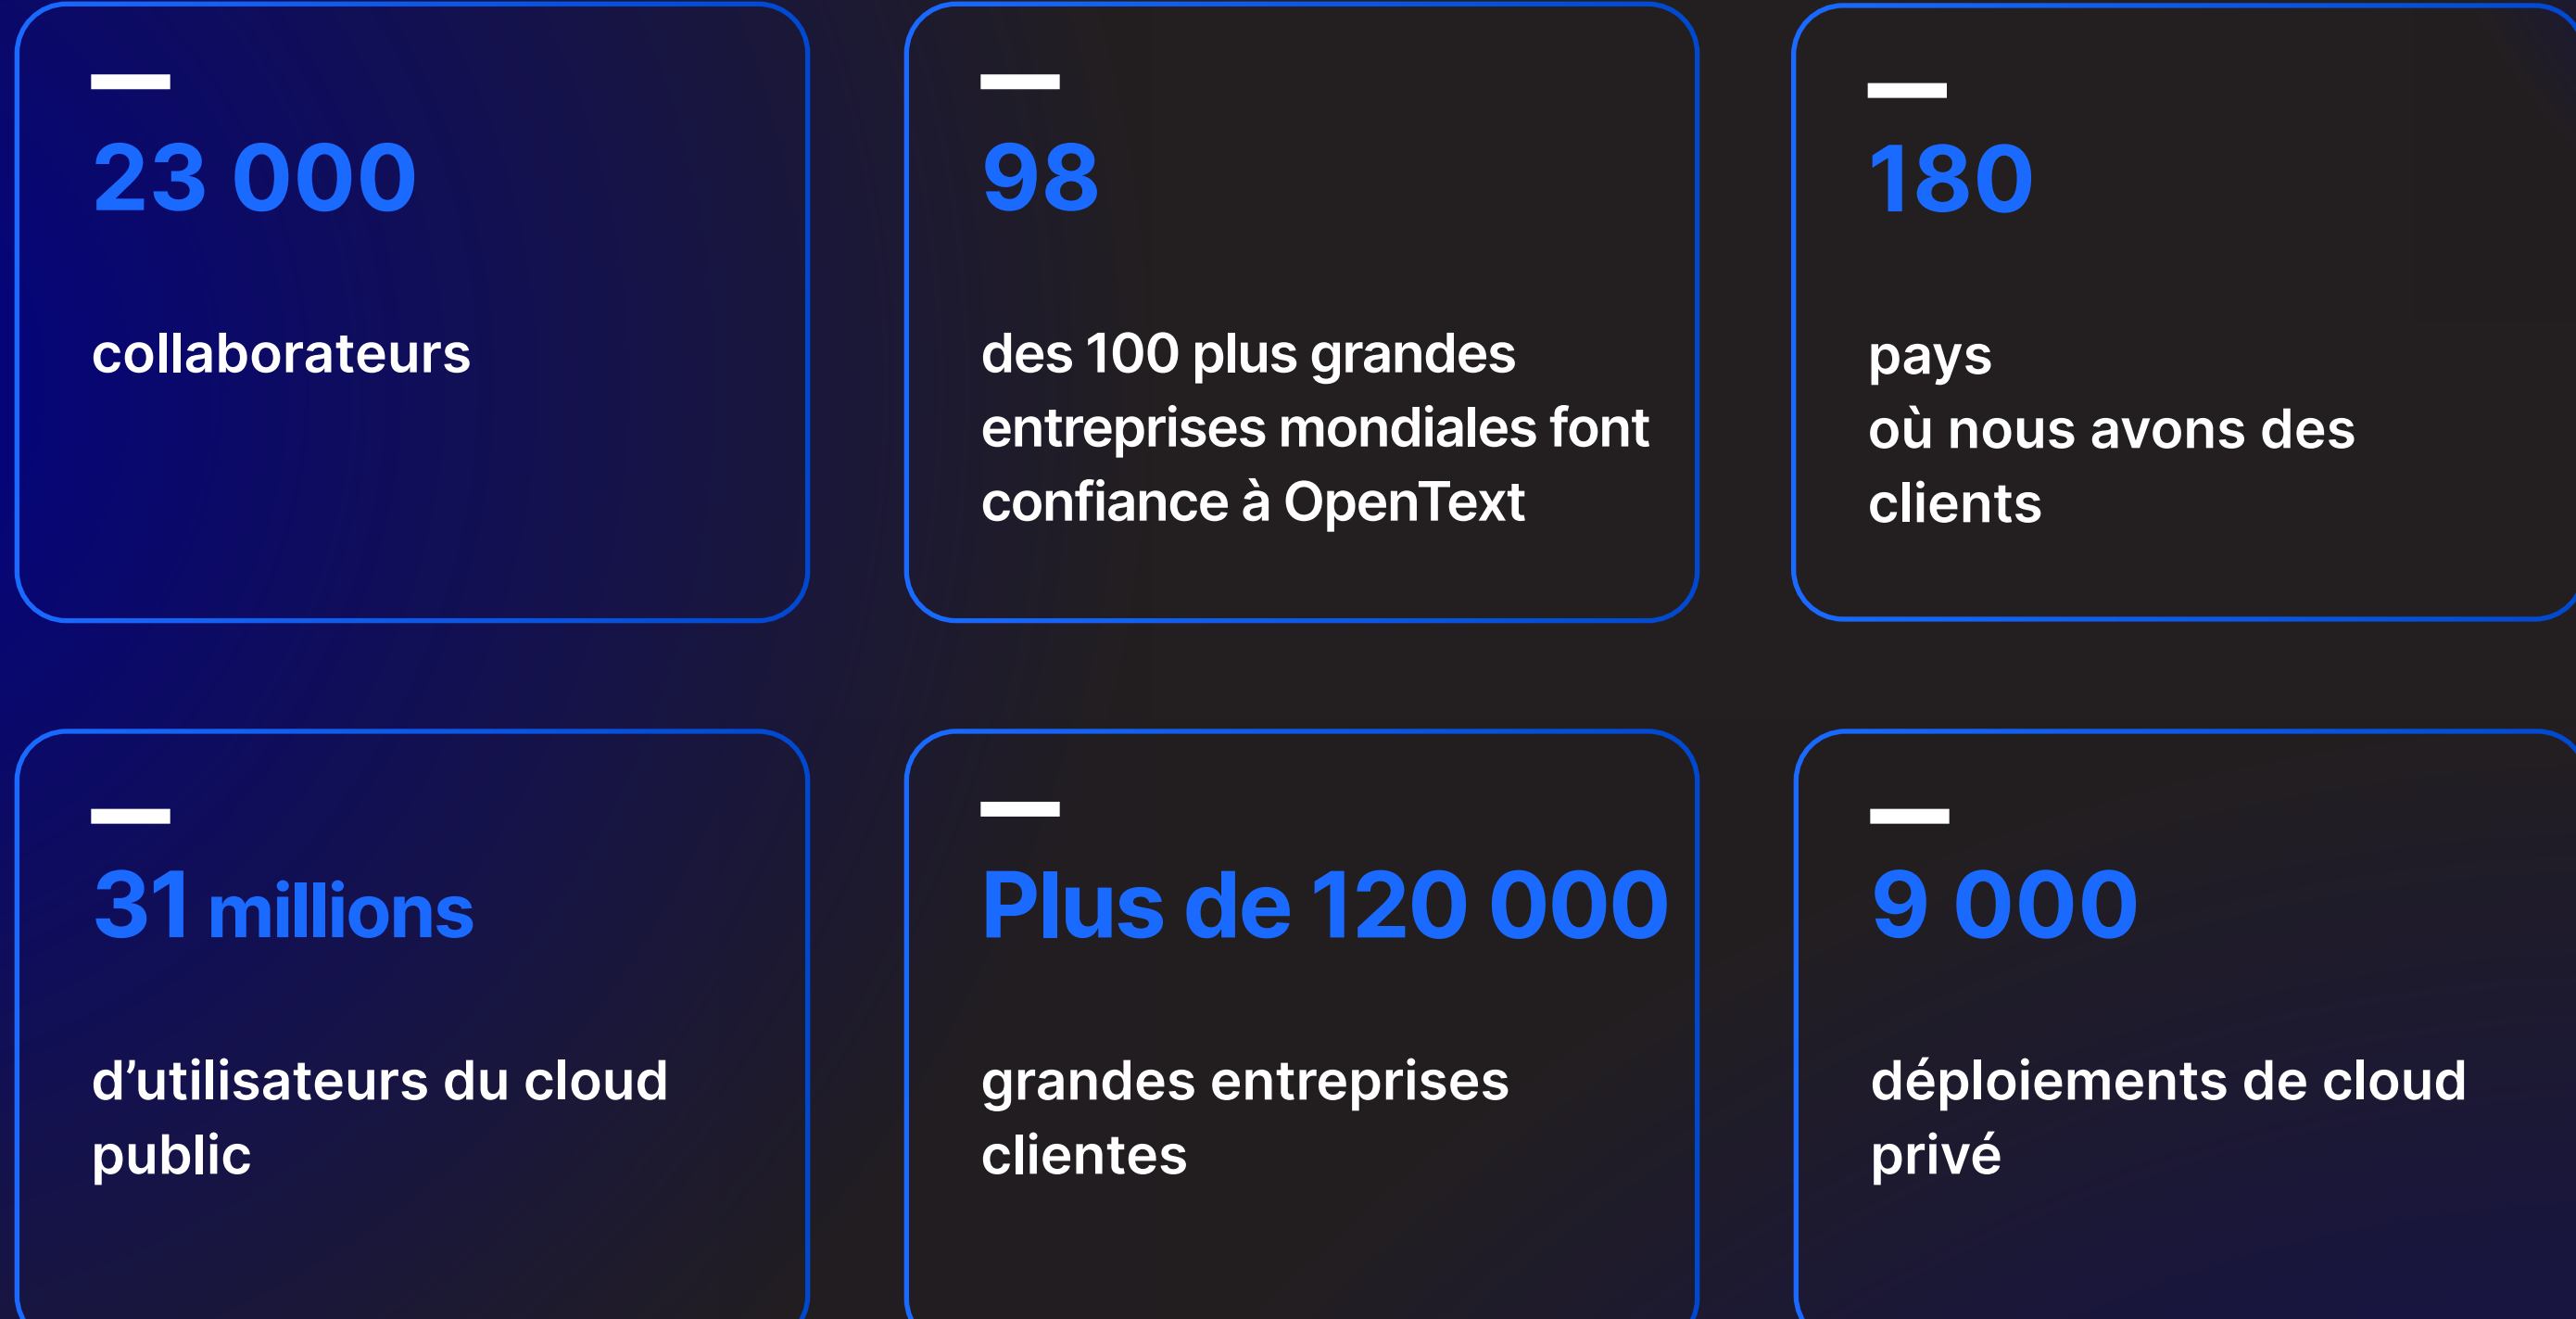 23 000
collaborateurs
98
des 100 plus grandes
entreprises mondiales font
confiance à OpenText
180
pays
où nous avons des
clients
31 millions
d’utilisateurs du cloud
public
Plus de 120 000
grandes entreprises
clientes
9 000
déploiements de cloud
privé